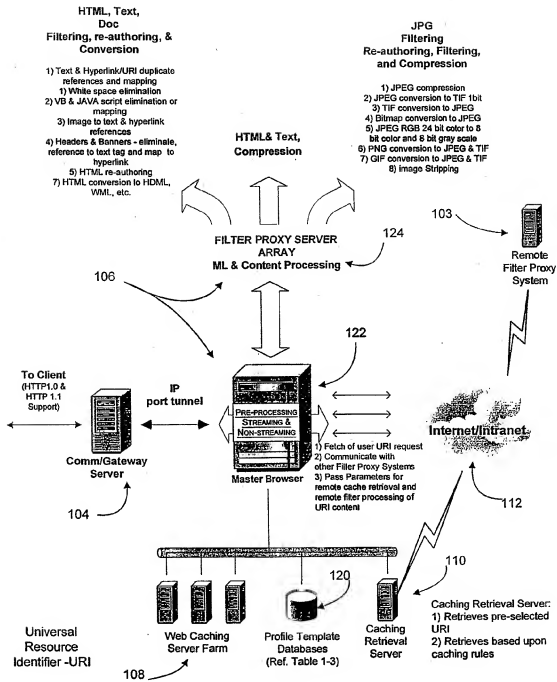 HTML, Text,
Doc
Filtering, re-authoring, &
Conversion
1) Text & Hyperlink/URI duplicate
references and mapping
1) White space elimination
2) VB & JAVA script elimination or
mapping
3) Image to text & hyperlink
references
4) Headers & Banners - eliminate,
reference to text tag and map to
hyperlink
5) HTML re-authoring
7) HTML conversion to HDML,
WML, etc.
HTML& Text,
Compression
JPG
Filtering
Re-authoring, Filtering,
and Compression
1) JPEG compression
2) JPEG conversion to TIF 1bit
3) TIF conversion to JPEG
4) Bitmap conversion to JPEG
5) JPEG RGB 24 bit color to 8
bit color and 8 bit gray scale
6) PNG conversion to JPEG & TIF
7) GIF conversion to JPEG & TIF
8) image Stripping
103
Remote
Filter Proxy
System
FILTER PROXY SERVER
ARRAY
ML & Content Processing
124
106
122
To Client
(HTTP1.0 &
HTTP 1.1
Support)
IP
port tunnel
PRE-PROCESSING
STREAMING &
NON-STREAMING
Comm/Gateway
Server
104
Master Browser
1) Fetch of user URI request
2) Communicate with
other Filter Proxy Systems
3) Pass Parameters for
remote cache retrieval and
remote filter processing of
URI content
Internet/Intranet
112
110
120
Universal
Resource
Identifier -URI
Web Caching
Server Farm
108
Profile Template
Databases
(Ref. Table 1-3)
Caching
Retrieval
Server
Caching Retrieval Server:
1) Retrieves pre-selected
URI
2) Retrieves based upon
caching rules